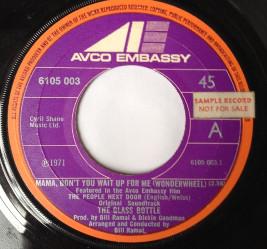 AVCO EMBASSY
6105 003
45
SAMPLE RECORD
NOT FOR SALE
Cyril Shane
Music Ltd.
A
℗1971
6105 003.1
MAMA, DON'T YOU WAIT UP FOR ME (WONDERWHEEL)
Featured in the Avco Embassy film
THE PEOPLE NEXT DOOR (English/Weiss)
Original Soundtrack
THE GLASS BOTTLE
Prod. by Bill Ramal & Dickie Goodman
Arranged and Conducted by
Bill Ramal